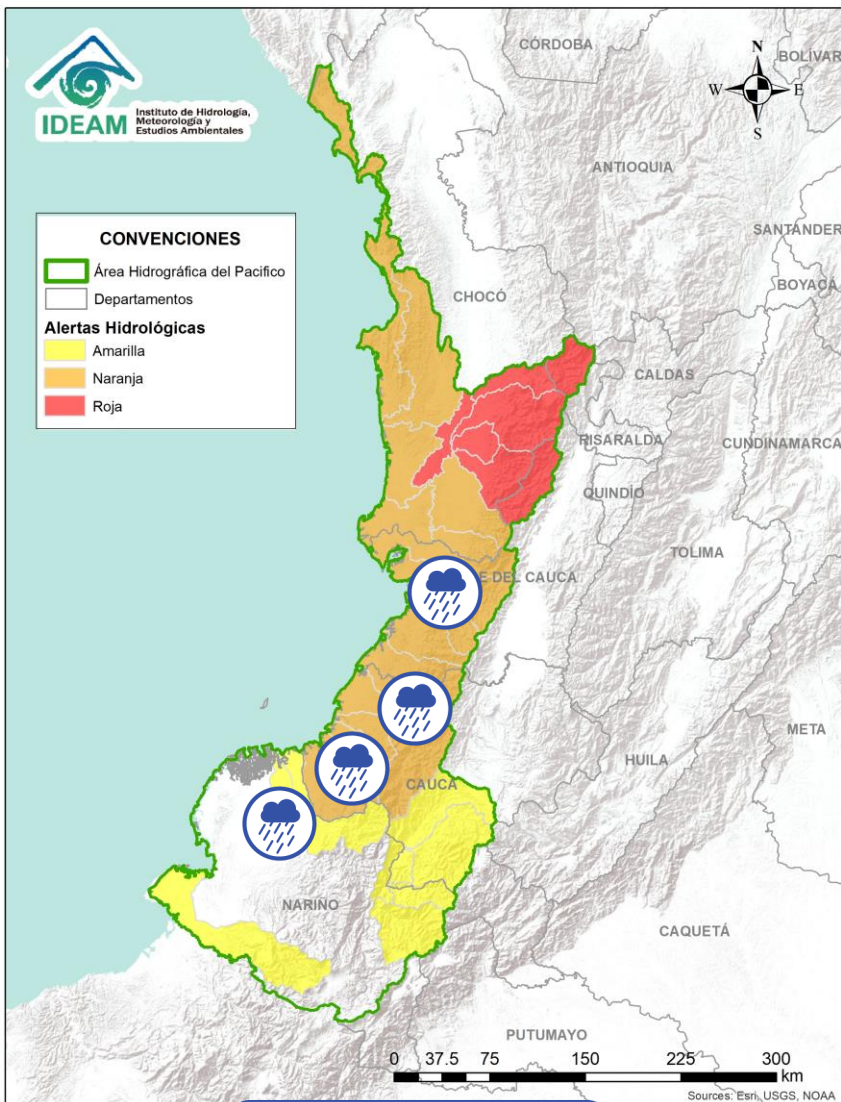 CÓRDOBA
BOLÍVAR
N
W E
S
IDEAM
Instituto de Hidrología,
Meteorología y
Estudios Ambientales
ANTIOQUIA
SANTANDER
BOYACÁ
CONVENCIONES
Área Hidrográfica del Pacifico
Departamentos
Alertas Hidrológicas
Amarilla
Naranja
Roja
CHOCÓ
CALDAS
RISARALDA
CUNDINAMARCA
QUINDÍO
TOLIMA
E DEL CAUCA
META
HUILA
CAUCA
NARIÑO
CAQUETÁ
PUTUMAYO
0 37.5 75 150 225 300
km
Sources: Esri, USGS, NOAA